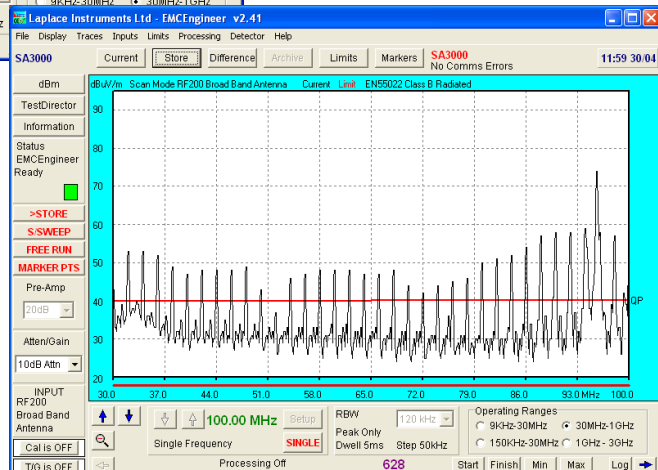 9KHz-30MHz 30MHz-1GHz
z
Laplace Instruments Ltd - EMCEngineer v2.41
File Display Traces Inputs Limits Processing Detector Help
SA3000 Current Store Difference Archive Limits Markers SA3000 No Comms Errors 11:59 30/04
dBm
TestDirector
Information
Status
EMCEngineer
Ready
>STORE
S/SWEEP
FREE RUN
MARKER PTS
Pre-Amp
20dB
Atten/Gain
10dB Attn
INPUT
RF200
Broad Band
Antenna
Cal is OFF
T/G is OFF
dBuV/m Scan Mode RF200 Broad Band Antenna Current Limit EN55022 Class B Radiated
90
80
70
60
50
40 QP
30
20
30.0 37.0 44.0 51.0 58.0 65.0 72.0 79.0 86.0 93.0 MHz 100.0
100.00 MHz Setup
Single Frequency SINGLE
RBW 120 kHz
Peak Only
Dwell 5ms Step 50kHz
Operating Ranges
9KHz-30MHz 30MHz-1GHz
150KHz-30MHz 1GHz - 3GHz
Processing Off 628 Start Finish Min Max Log